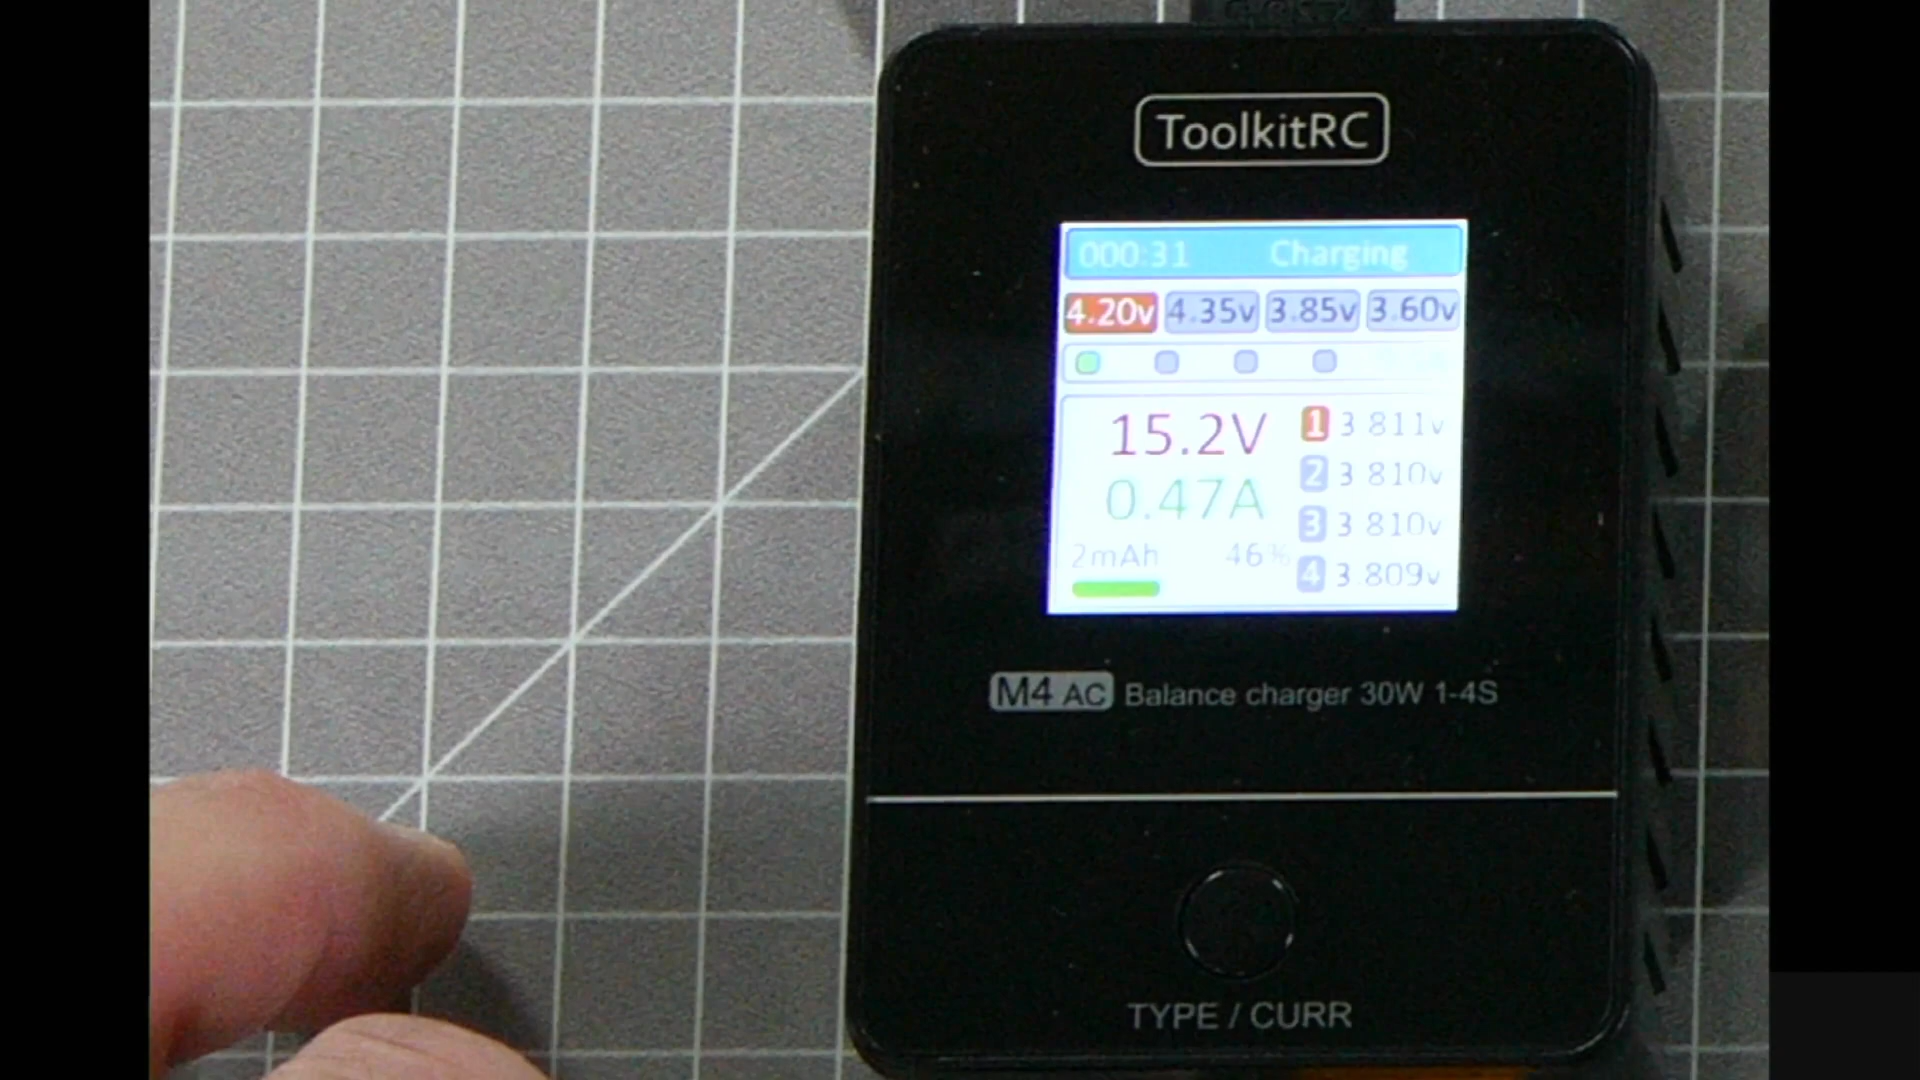 ToolkitRC
000:31 Charging
4.20v 4.35v 3.85v 3.60v
15.2V
0.47A
2mAh 46%
1 3.811v
2 3.810v
3 3.810v
4 3.809v
M4 AC Balance charger 30W 1-4S
TYPE / CURR